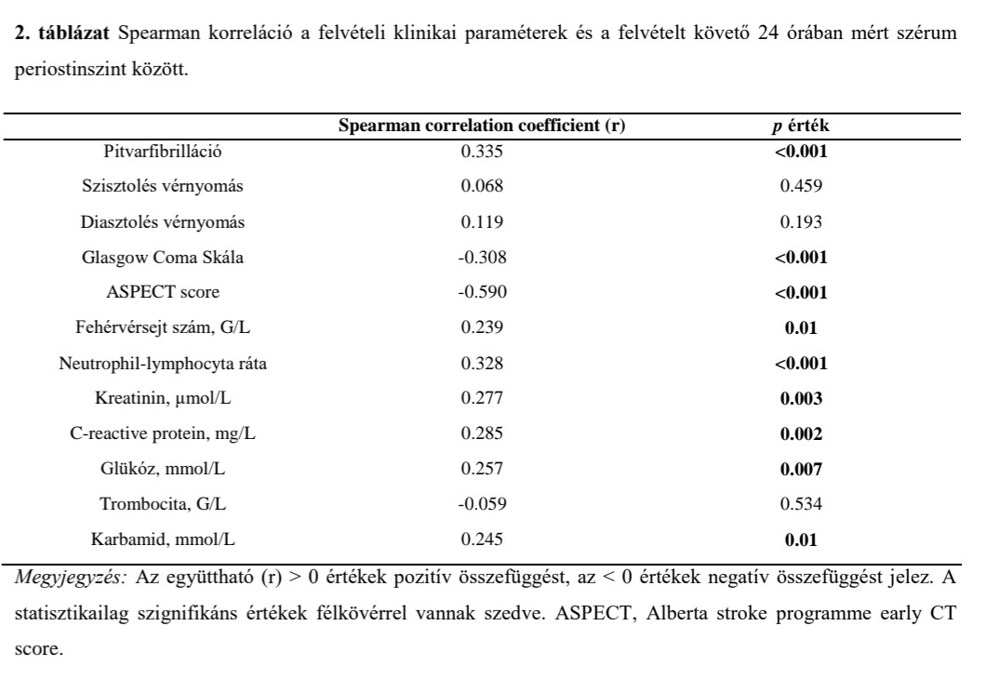 2. táblázat Spearman korreláció a felvételi klinikai paraméterek és a felvételt követő 24 órában mért szérum
periostinszint között.
Spearman correlation coefficient (r) p érték
Pitvarfibrilláció 0.335 <0.001
Szisztolés vérnyomás 0.068 0.459
Diasztolés vérnyomás 0.119 0.193
Glasgow Coma Skála -0.308 <0.001
ASPECT score -0.590 <0.001
Fehérvérsejt szám, G/L 0.239 0.01
Neutrophil-lymphocyta ráta 0.328 <0.001
Kreatinin, µmol/L 0.277 0.003
C-reactive protein, mg/L 0.285 0.002
Glükóz, mmol/L 0.257 0.007
Trombocita, G/L -0.059 0.534
Karbamid, mmol/L 0.245 0.01
Megyjegyzés: Az együttható (r) > 0 értékek pozitív összefüggést, az < 0 értékek negatív összefüggést jelez. A
statisztikailag szignifikáns értékek félkövérrel vannak szedve. ASPECT, Alberta stroke programme early CT
score.